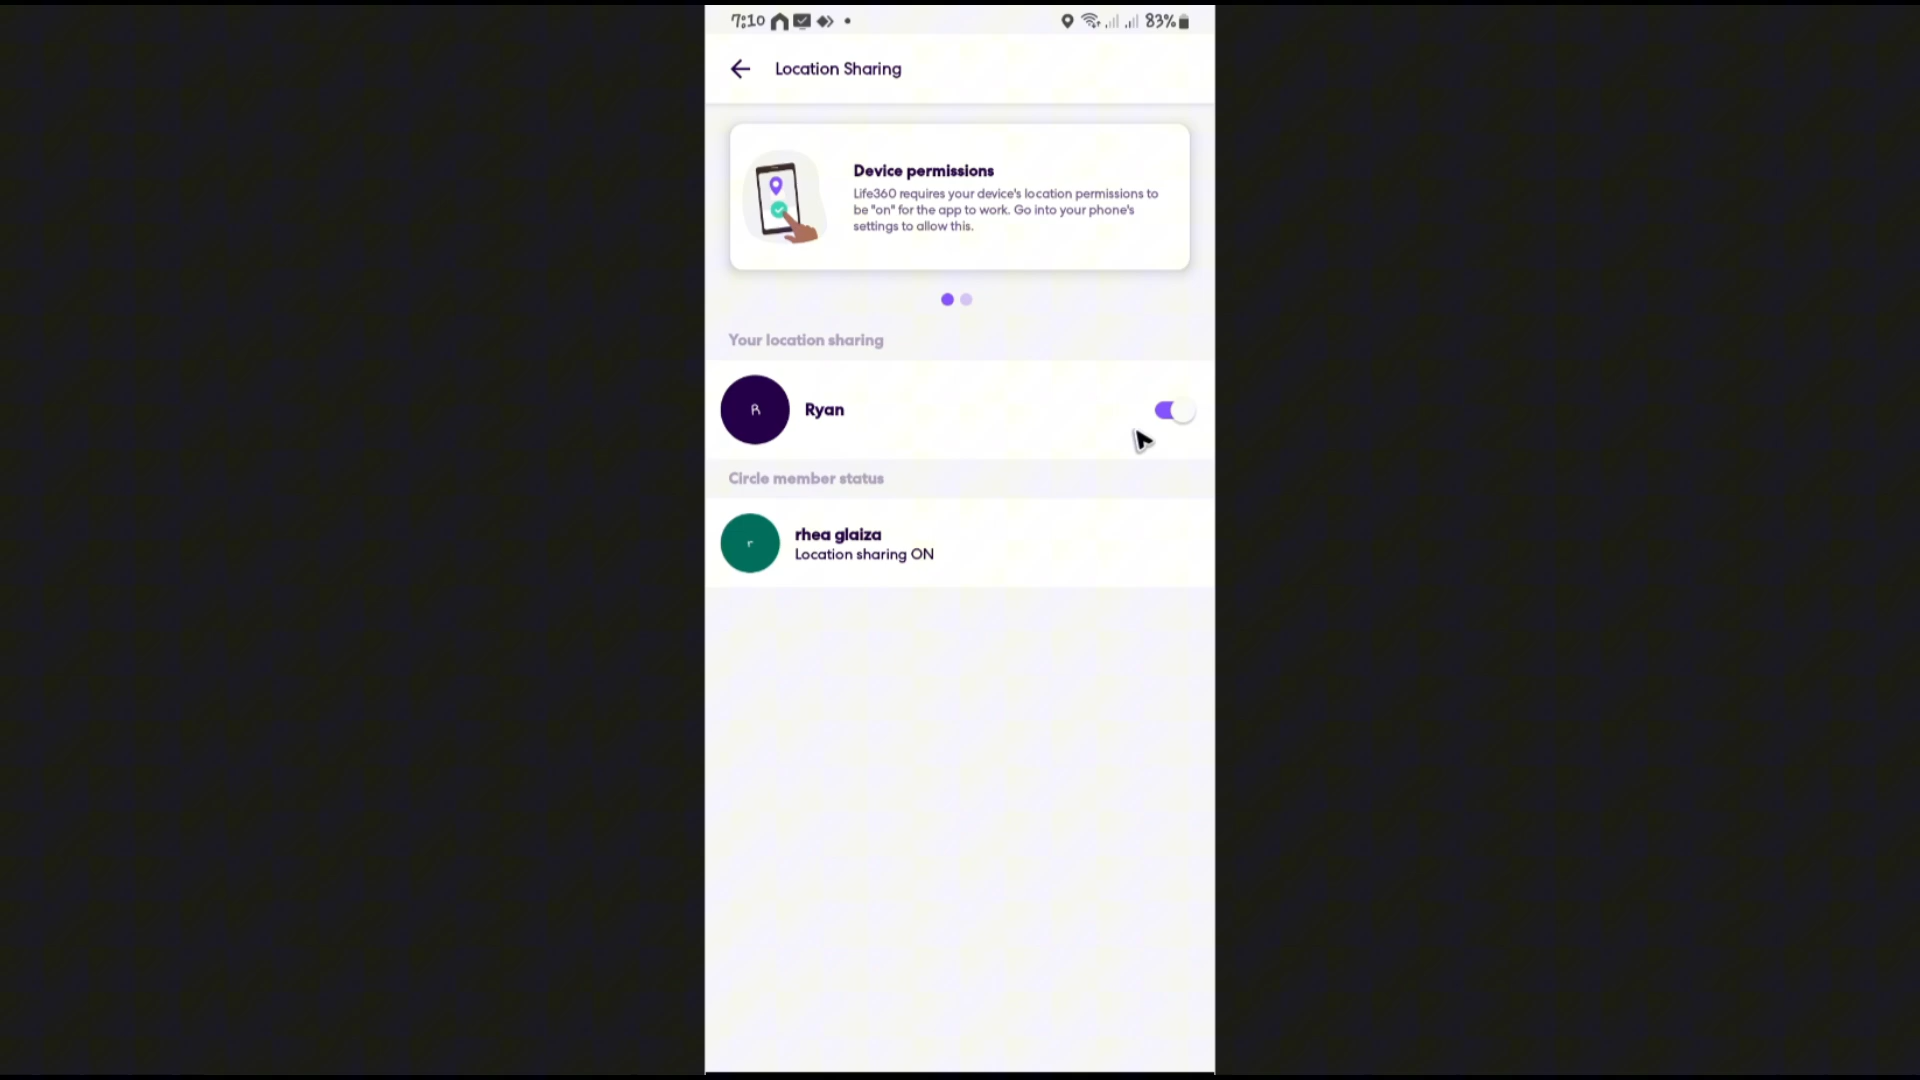 7:10 83%
Location Sharing
Device permissions
Life360 requires your device's location permissions to
be "on" for the app to work. Go into your phone's
settings to allow this.
Your location sharing
R
Ryan
Circle member status
r
rhea glaiza
Location sharing ON